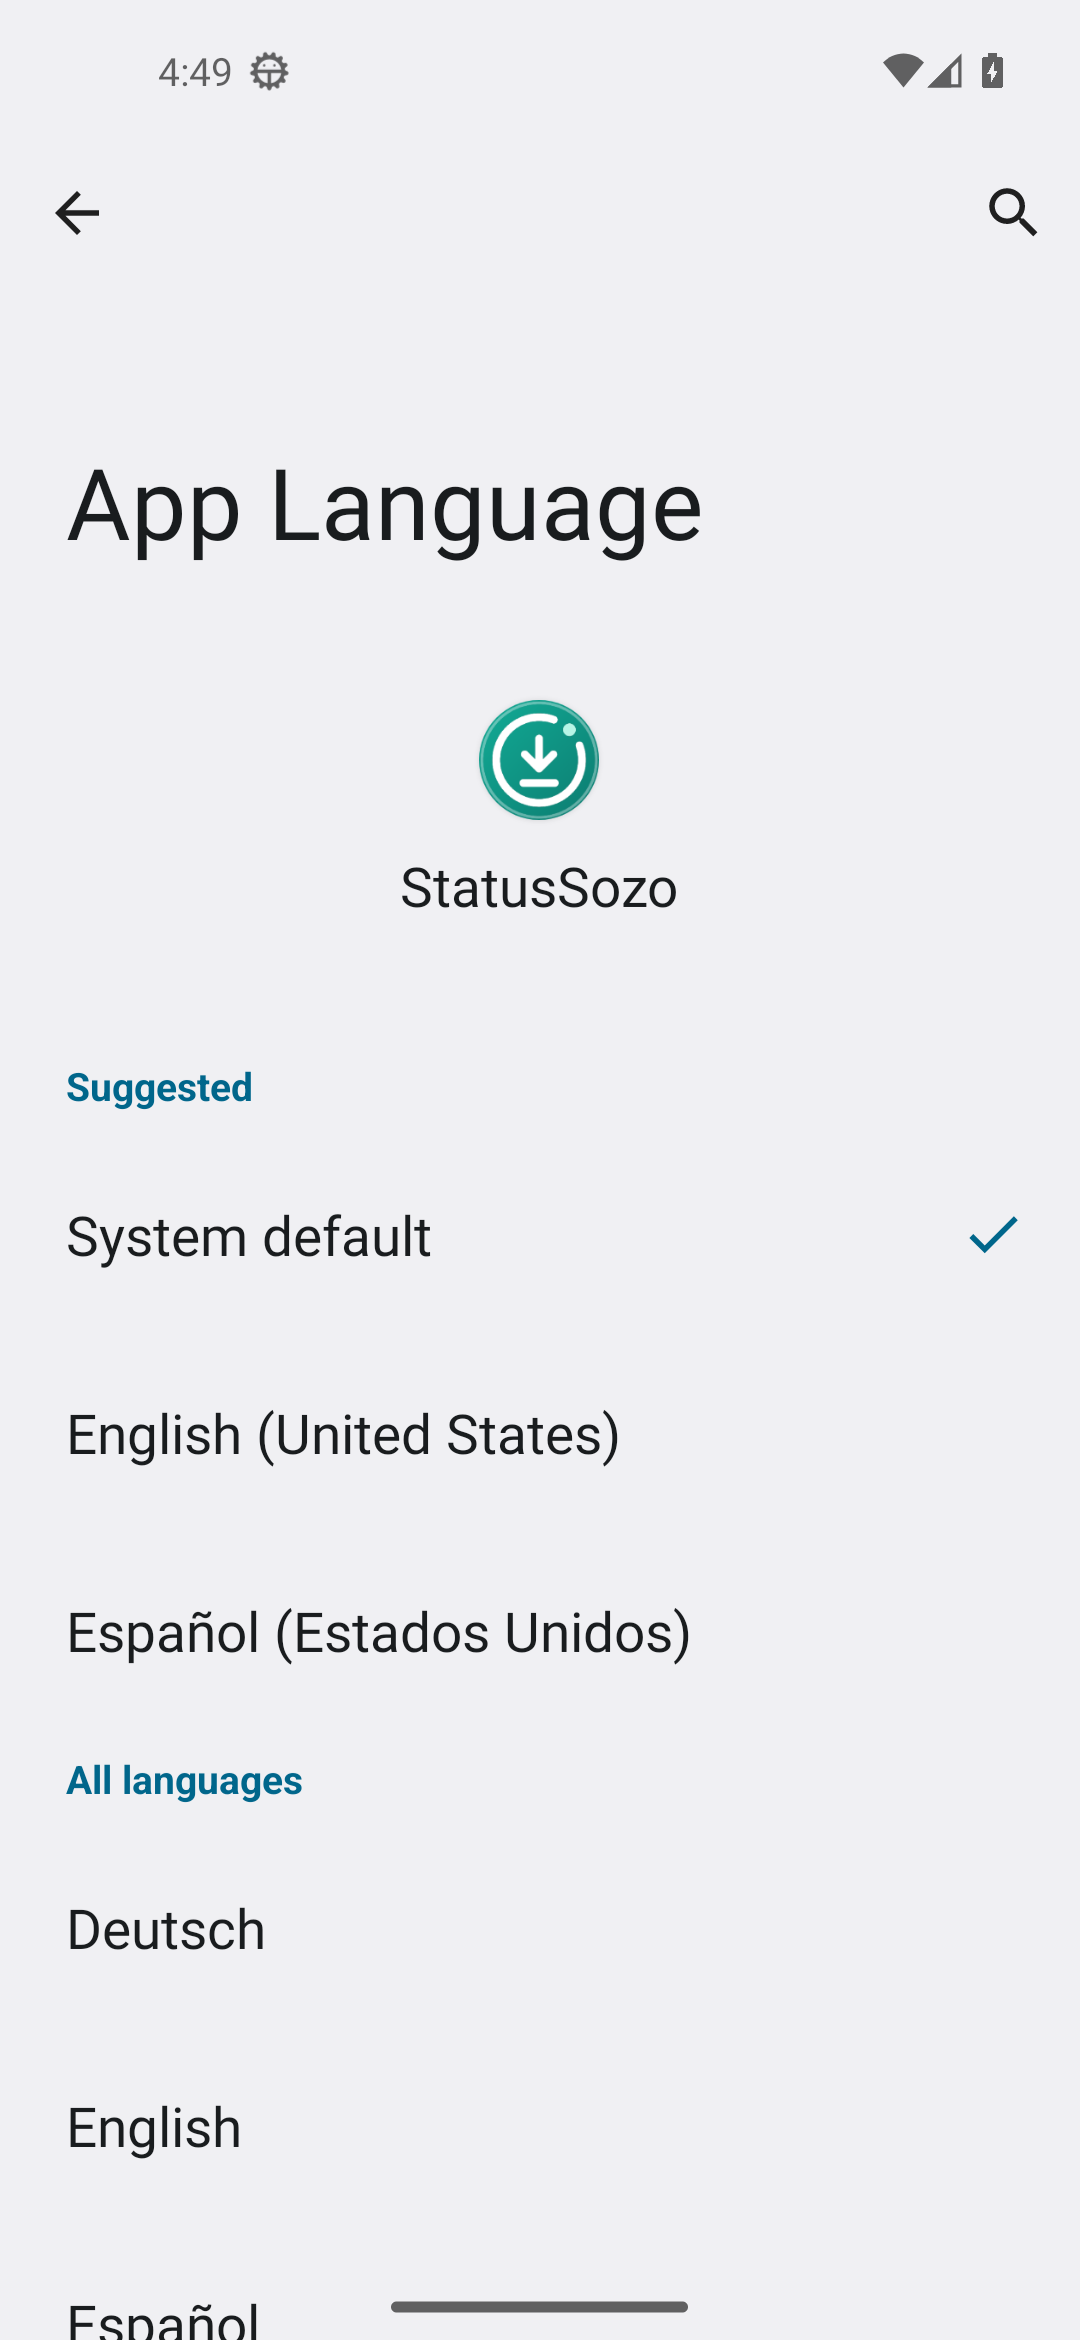 4:49
App Language
StatusSozo
Suggested
System default
English (United States)
Español (Estados Unidos)
All languages
Deutsch
English
Español